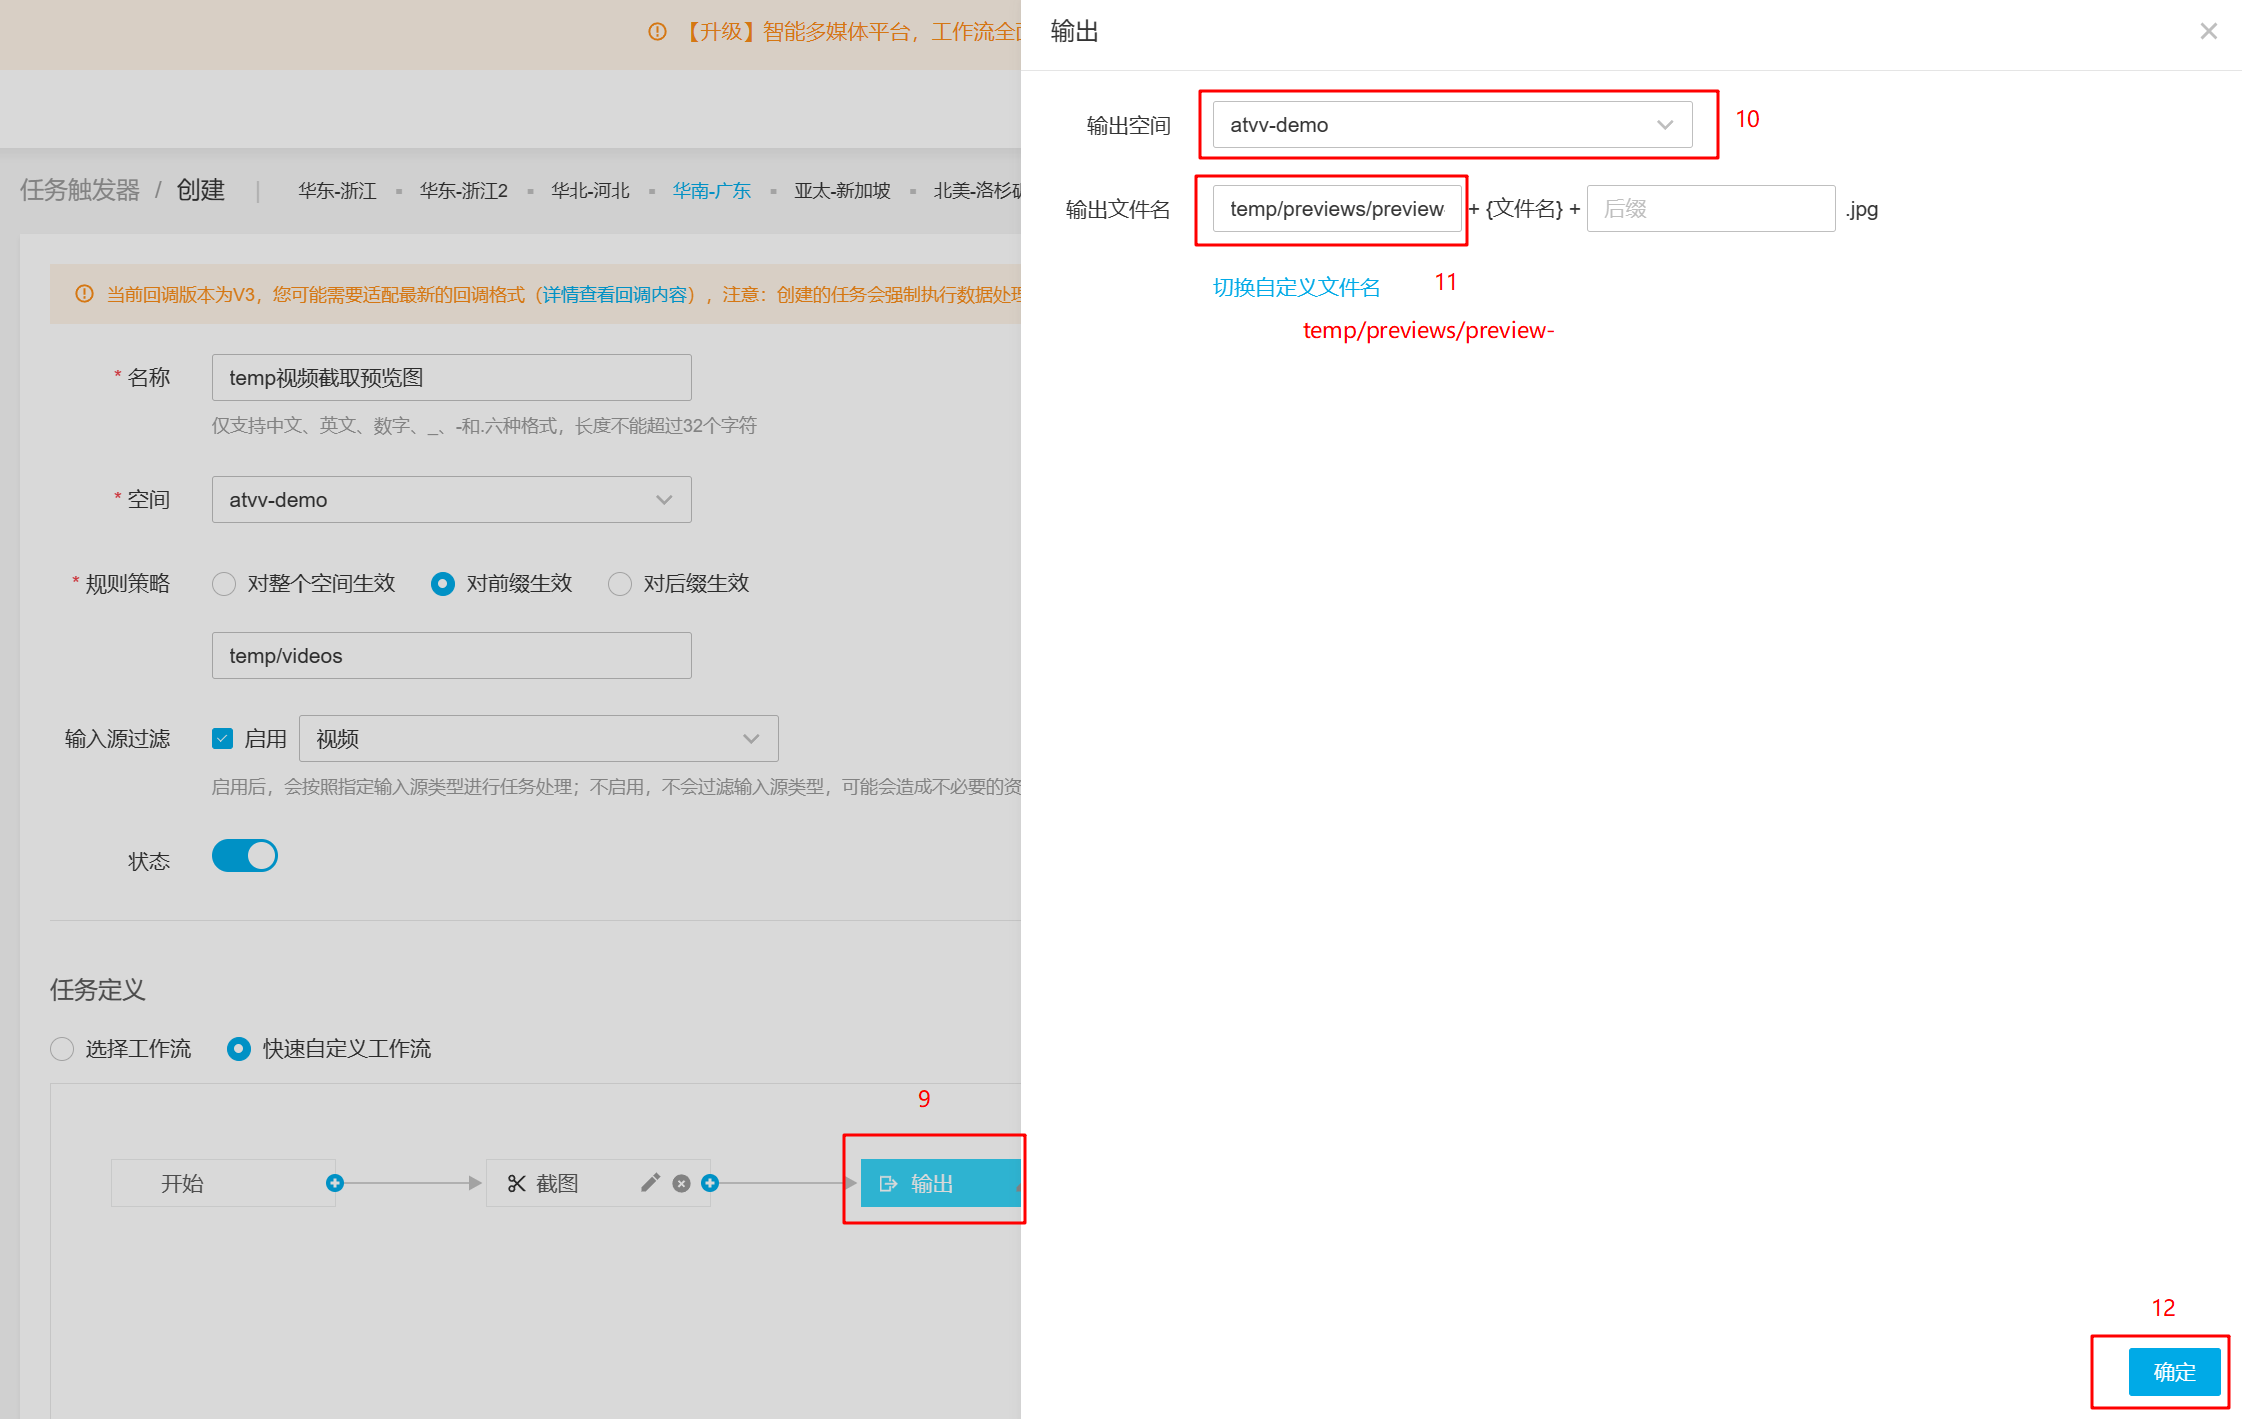 【升级】智能多媒体平台，工作流全
任务触发器 / 创建 | 华东-浙江 华东-浙江2 华北-河北 华南-广东 亚太-新加坡 北美-洛杉
当前回调版本为V3，您可能需要适配最新的回调格式（详情查看回调内容），注意：创建的任务会强制执行数据处理
* 名称 temp视频截取预览图
仅支持中文、英文、数字、_、-和.六种格式，长度不能超过32个字符
* 空间 atvv-demo
* 规则策略 对整个空间生效 对前缀生效 对后缀生效
temp/videos
输入源过滤 启用 视频
启用后，会按照指定输入源类型进行任务处理；不启用，不会过滤输入源类型，可能会造成不必要的资
状态
任务定义
选择工作流 快速自定义工作流
9
开始 截图 输出
输出
输出空间 atvv-demo 10
输出文件名 temp/previews/preview- + {文件名} + 后缀 .jpg
切换自定义文件名 11
temp/previews/preview-
12
确定